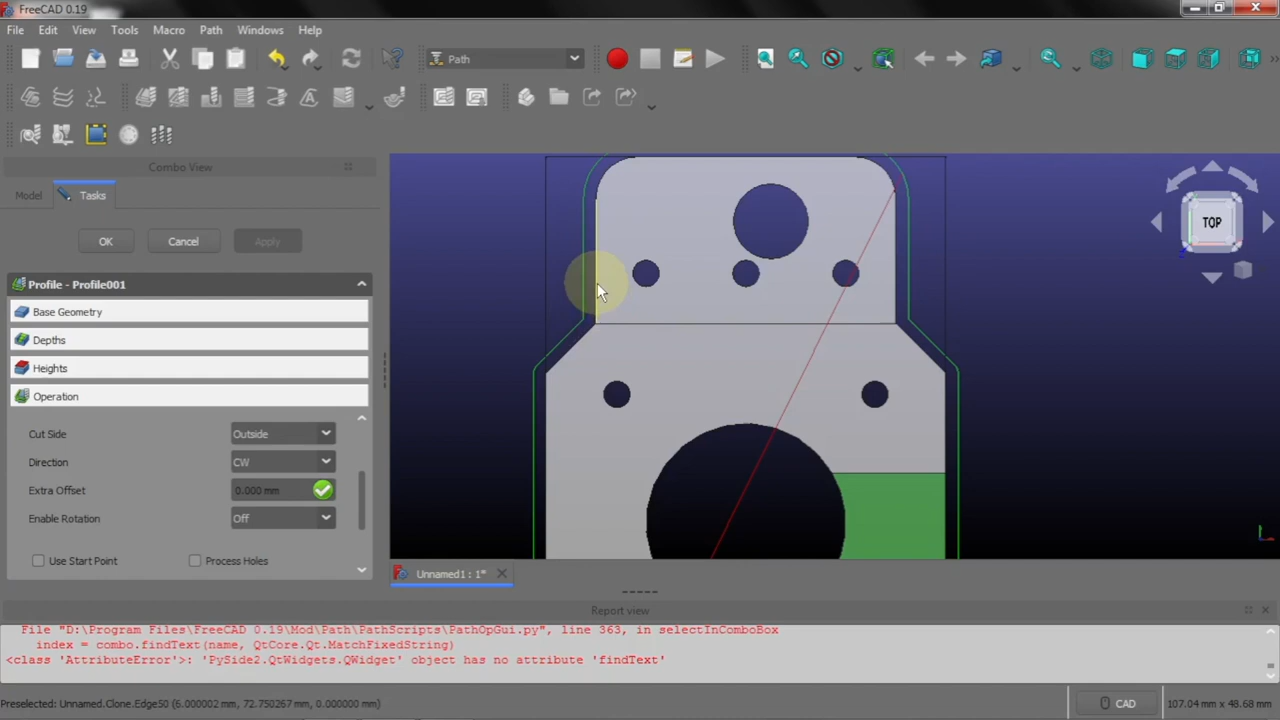 FreeCAD 0.19
File Edit View Tools Macro Path Windows Help
Path
Combo View
Model Tasks
OK Cancel Apply
Profile - Profile001
Base Geometry
Depths
Heights
Operation
Cut Side Outside
Direction CW
Extra Offset 0.000 mm
Enable Rotation Off
Use Start Point Process Holes
TOP
Unnamed1 : 1*
Report view
File "D:\Program Files\FreeCAD 0.19\Mod\Path\PathScripts\PathOpGui.py", line 363, in selectInComboBox
index = combo.findText(name, QtCore.Qt.MatchFixedString)
<class 'AttributeError'>: 'PySide2.QtWidgets.QWidget' object has no attribute 'findText'
Preselected: Unnamed.Clone.Edge50 (6.000002 mm, 72.750267 mm, 0.000000 mm) CAD 107.04 mm x 48.68 mm